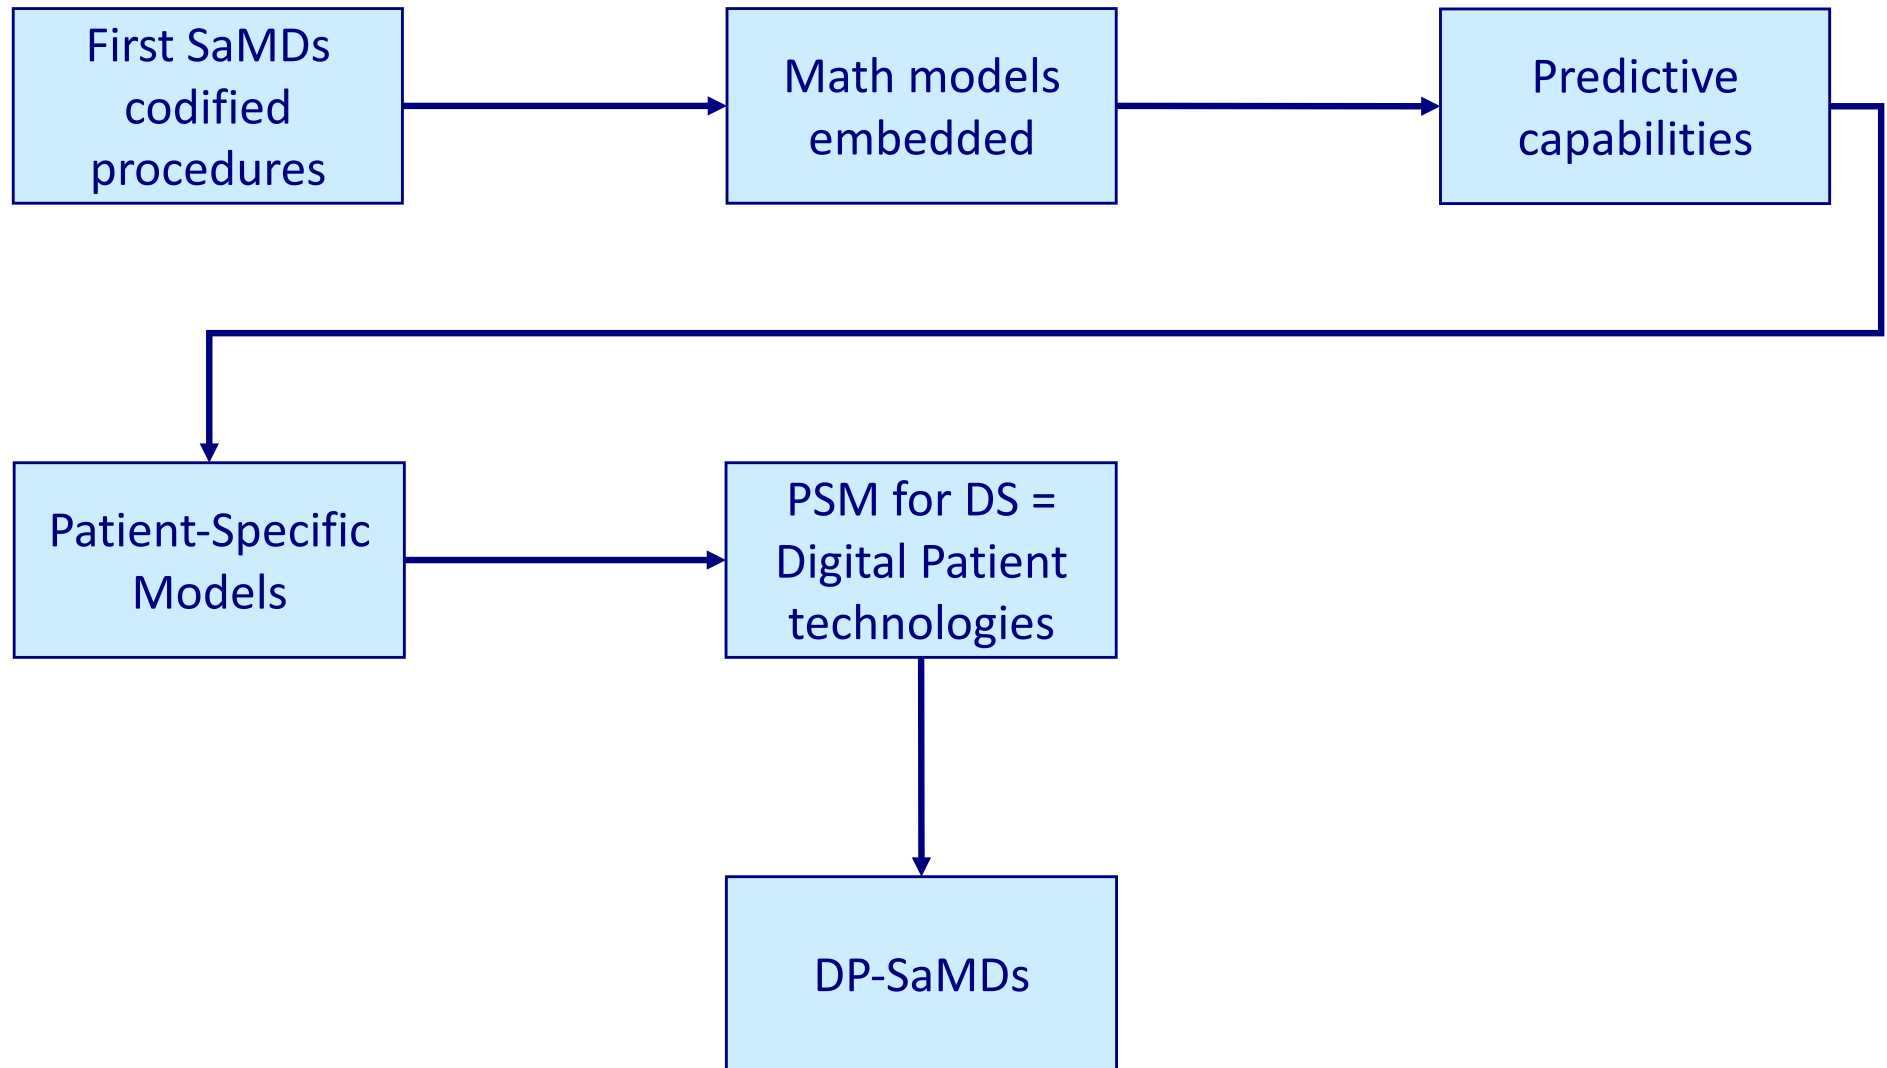 First SaMDs
codified
procedures
Math models
embedded
Predictive
capabilities
Patient-Specific
Models
PSM for DS =
Digital Patient
technologies
DP-SaMDs